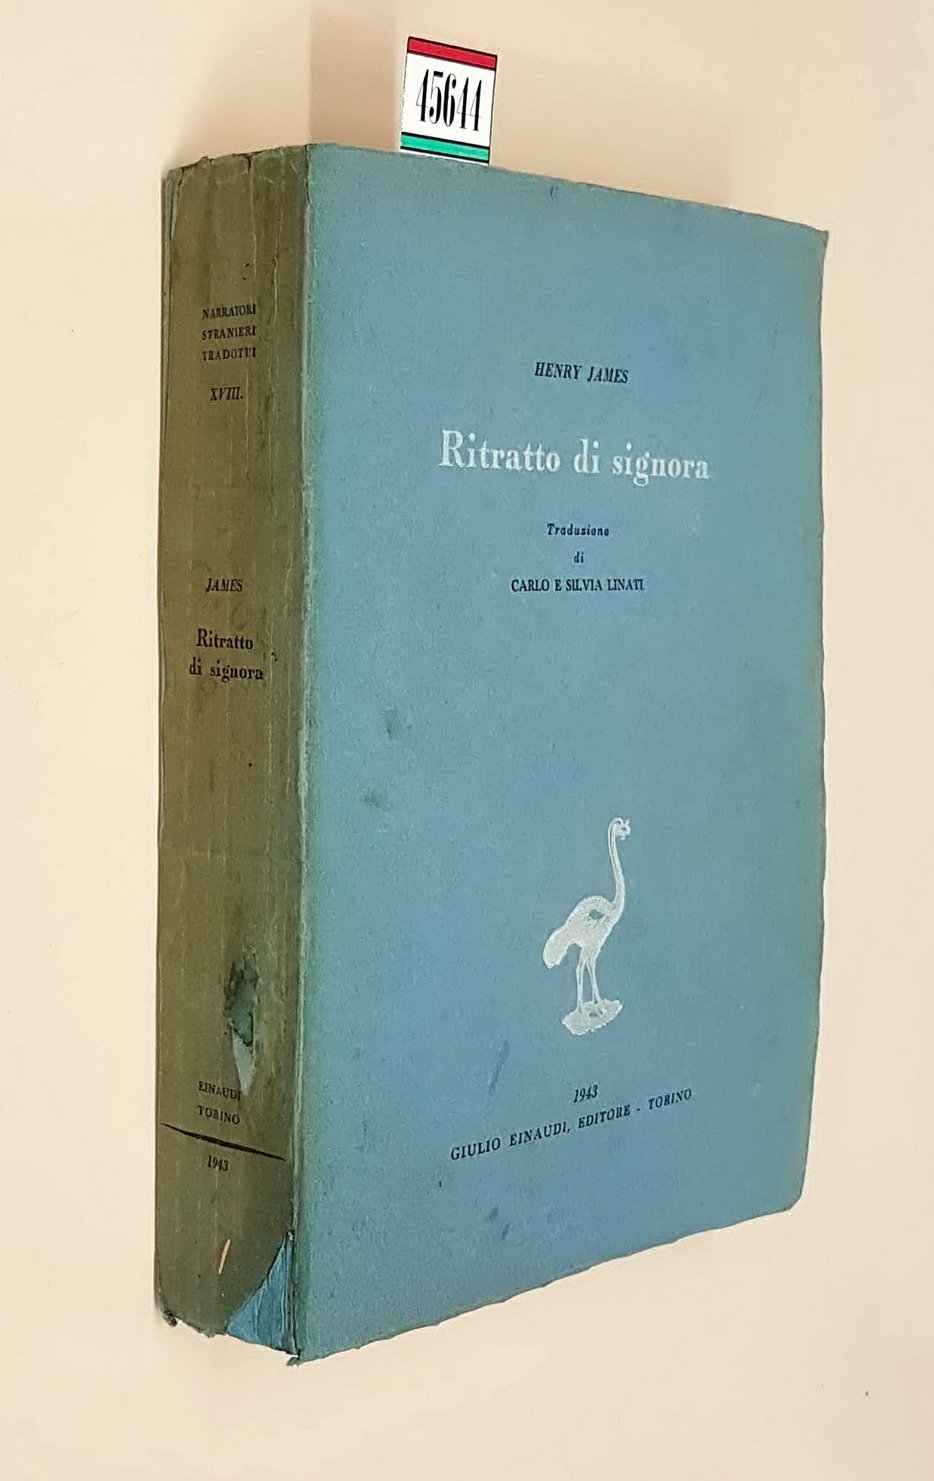 45644
NARRATORI
STRANIERI
TRADOTTI
XVIII.
JAMES
Ritratto
di signora
EINAUDI
TORINO
1943
HENRY JAMES
Ritratto di signora
Traduzione
di
CARLO E SILVIA LINATI
1943
GIULIO EINAUDI, EDITORE - TORINO